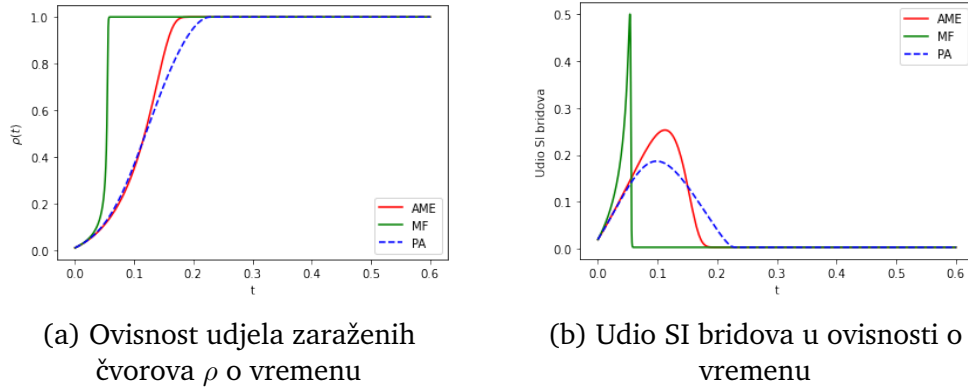 1.0
0.8
0.6
0.4
0.2
0.0
ρ(t)
0.0 0.1 0.2 0.3 0.4 0.5 0.6
t
AME
MF
PA
(a) Ovisnost udjela zaraženih
čvorova ρ o vremenu
0.5
0.4
0.3
0.2
0.1
0.0
Udio SI bridova
0.0 0.1 0.2 0.3 0.4 0.5 0.6
t
AME
MF
PA
(b) Udio SI bridova u ovisnosti o
vremenu